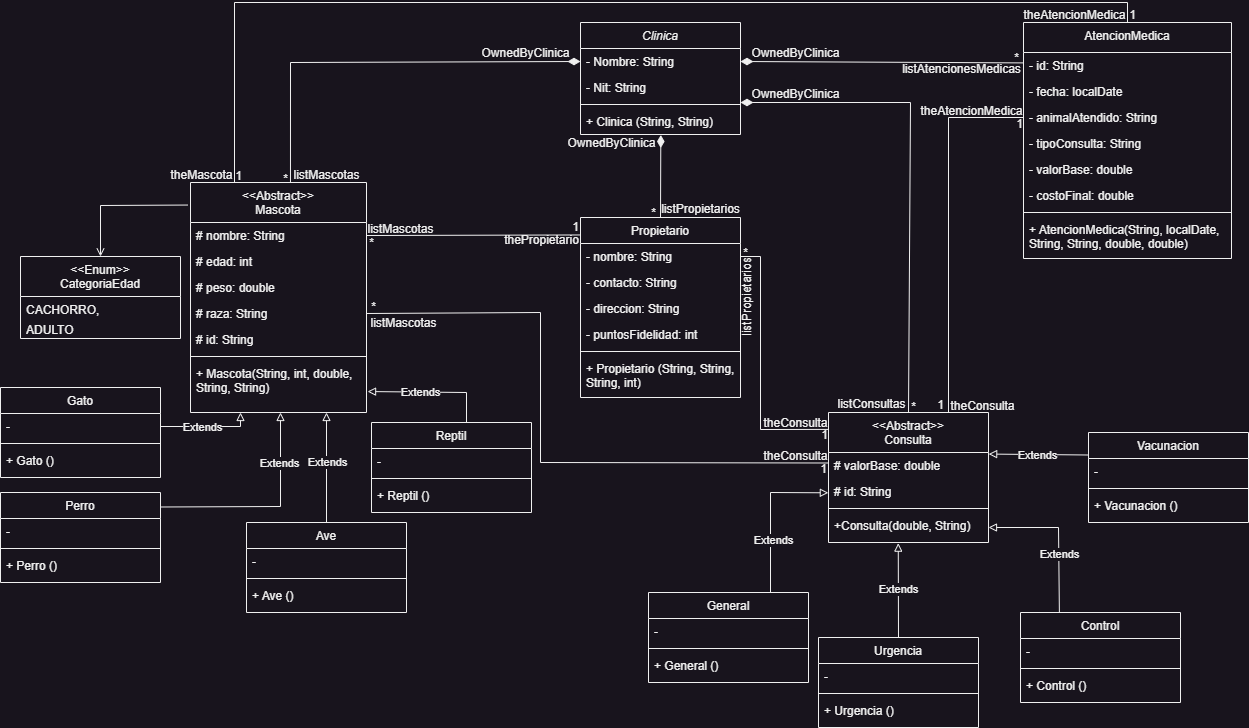 theAtencionMedica 1
Clinica
- Nombre: String
- Nit: String
+ Clinica (String, String)
OwnedByClinica
OwnedByClinica
OwnedByClinica
OwnedByClinica
AtencionMedica
- id: String
- fecha: localDate
- animalAtendido: String
- tipoConsulta: String
- valorBase: double
- costoFinal: double
+ AtencionMedica(String, localDate,
String, String, double, double)
*
listAtencionesMedicas
theAtencionMedica
1
theMascota 1
* listMascotas
<<Abstract>>
Mascota
# nombre: String
# edad: int
# peso: double
# raza: String
# id: String
+ Mascota(String, int, double,
String, String)
<<Enum>>
CategoriaEdad
CACHORRO,
ADULTO
listMascotas
*
1
thePropietario
* listPropietarios
Propietario
- nombre: String
- contacto: String
- direccion: String
- puntosFidelidad: int
+ Propietario (String, String,
String, int)
*
listPropietarios
*
listMascotas
Gato
-
+ Gato ()
Extends
Perro
-
+ Perro ()
Extends
Extends
Ave
-
+ Ave ()
Extends
Reptil
-
+ Reptil ()
listConsultas *
1 theConsulta
theConsulta
1
theConsulta
1
<<Abstract>>
Consulta
# valorBase: double
# id: String
+Consulta(double, String)
Extends
Vacunacion
-
+ Vacunacion ()
Extends
General
-
+ General ()
Extends
Urgencia
-
+ Urgencia ()
Extends
Control
-
+ Control ()